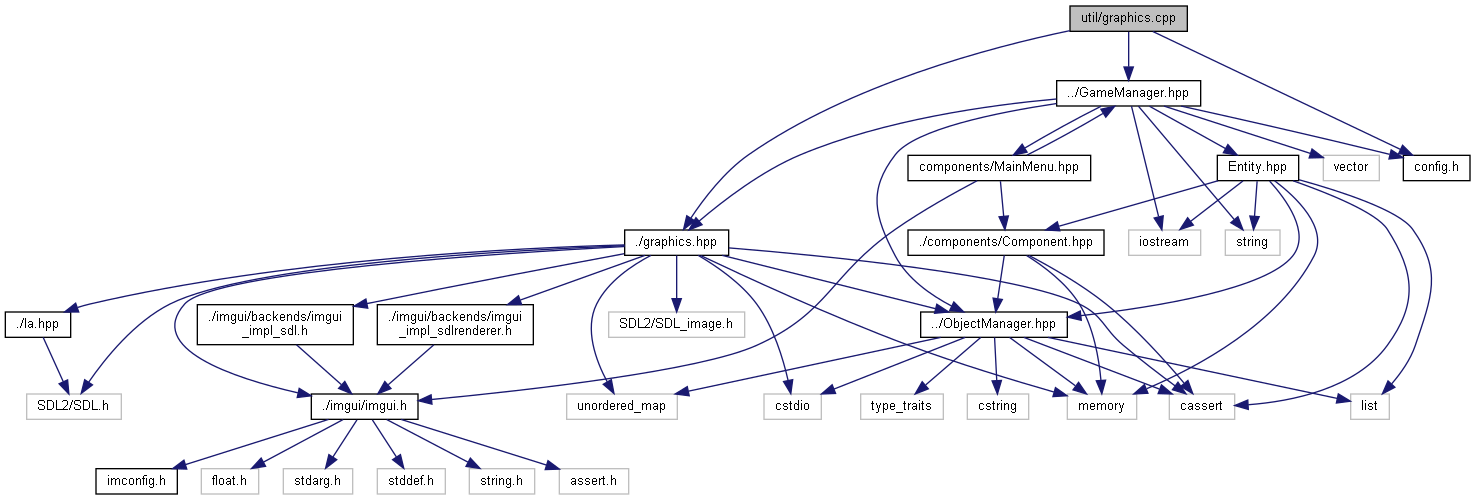 util/graphics.cpp
../GameManager.hpp
components/MainMenu.hpp
Entity.hpp
vector
config.h
./graphics.hpp
./components/Component.hpp
iostream
string
./la.hpp
./imgui/backends/imgui
_impl_sdl.h
./imgui/backends/imgui
_impl_sdlrenderer.h
SDL2/SDL_image.h
../ObjectManager.hpp
SDL2/SDL.h
./imgui/imgui.h
unordered_map
cstdio
type_traits
cstring
memory
cassert
list
imconfig.h
float.h
stdarg.h
stddef.h
string.h
assert.h